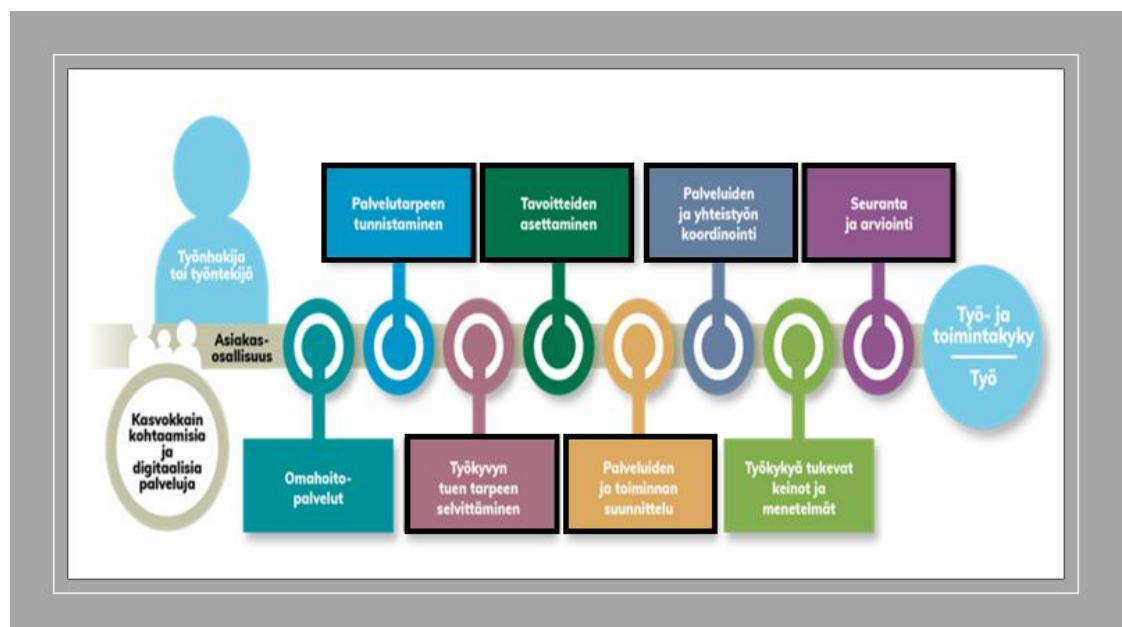 Työnhakija
tai työntekijä
Asiakas-
osallisuus
Kasvokkain
kohtaamisia
ja
digitaalisia
palveluja
Omahoito-
palvelut
Palvelutarpeen
tunnistaminen
Työkyvyn
tuen tarpeen
selvittäminen
Tavoitteiden
asettaminen
Palveluiden
ja toiminnan
suunnittelu
Palveluiden
ja yhteistyön
koordinointi
Työkykyä tukevat
keinot ja
menetelmät
Seuranta
ja arviointi
Työ- ja
toimintakyky
Työ